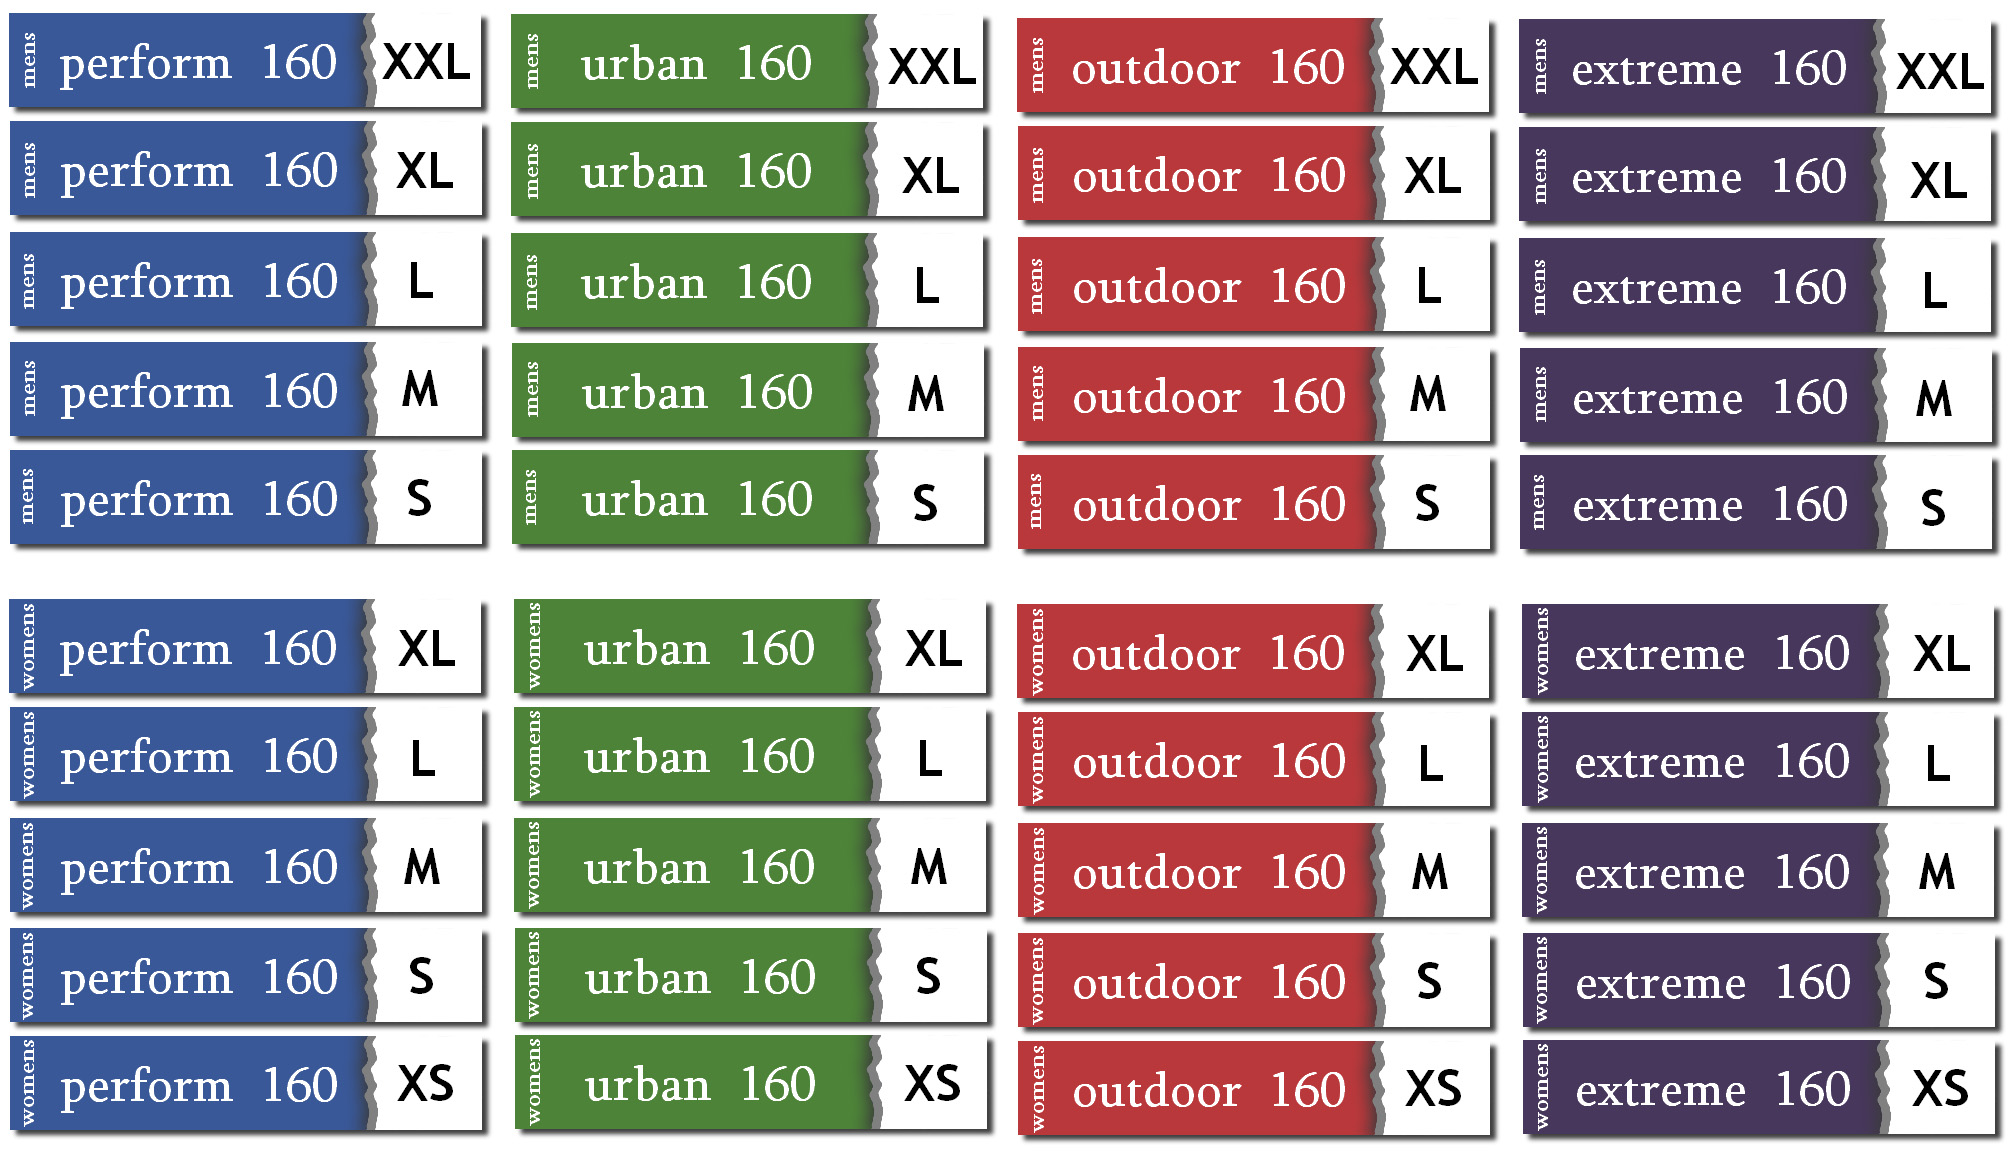 mens perform 160 XXL
mens urban 160 XXL
mens outdoor 160 XXL
mens extreme 160 XXL
mens perform 160 XL
mens urban 160 XL
mens outdoor 160 XL
mens extreme 160 XL
mens perform 160 L
mens urban 160 L
mens outdoor 160 L
mens extreme 160 L
mens perform 160 M
mens urban 160 M
mens outdoor 160 M
mens extreme 160 M
mens perform 160 S
mens urban 160 S
mens outdoor 160 S
mens extreme 160 S
womens perform 160 XL
womens urban 160 XL
womens outdoor 160 XL
womens extreme 160 XL
womens perform 160 L
womens urban 160 L
womens outdoor 160 L
womens extreme 160 L
womens perform 160 M
womens urban 160 M
womens outdoor 160 M
womens extreme 160 M
womens perform 160 S
womens urban 160 S
womens outdoor 160 S
womens extreme 160 S
womens perform 160 XS
womens urban 160 XS
womens outdoor 160 XS
womens extreme 160 XS